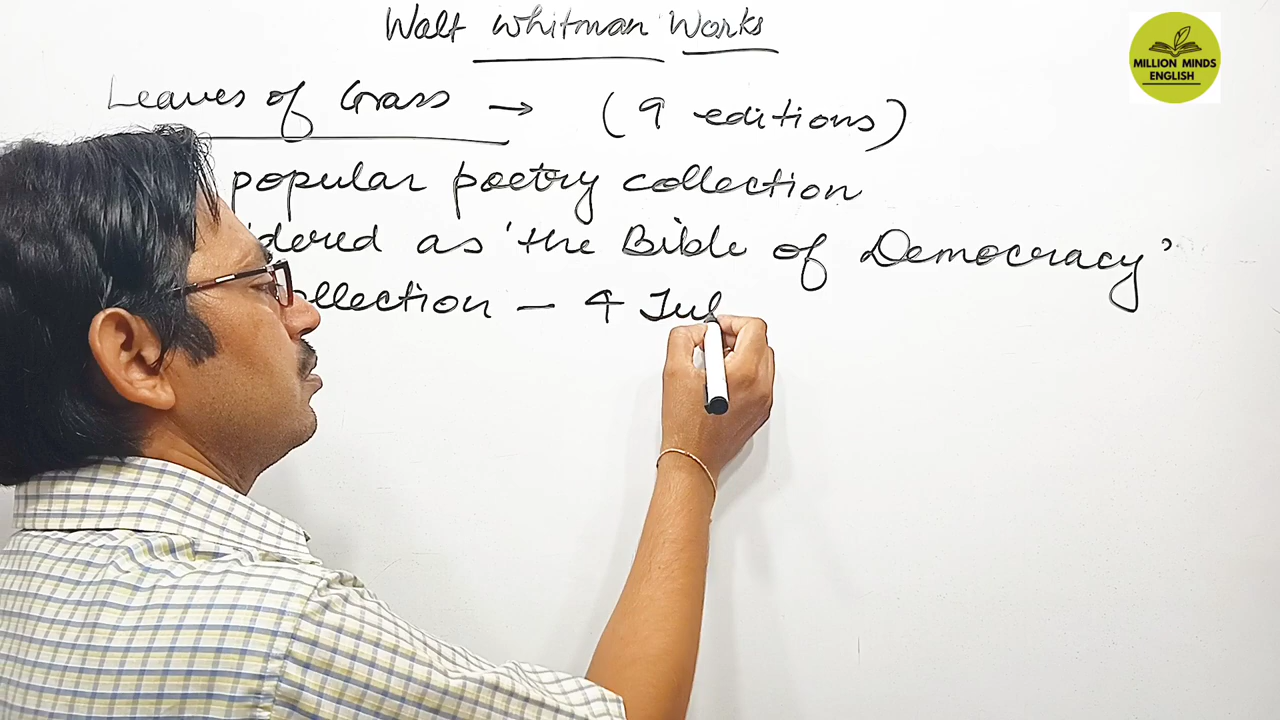 Walt Whitman Works
MILLION MINDS
ENGLISH
Leaves of Grass → (9 editions)
popular poetry collection
dered as 'the Bible of Democracy'
ollection - 4 Jul